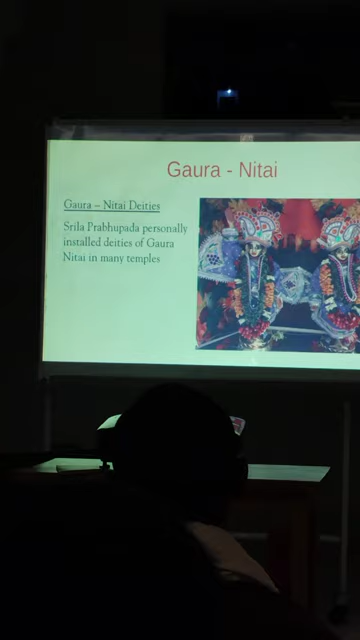 Gaura - Nitai
Gaura – Nitai Deities
Srila Prabhupada personally
installed deities of Gaura
Nitai in many temples